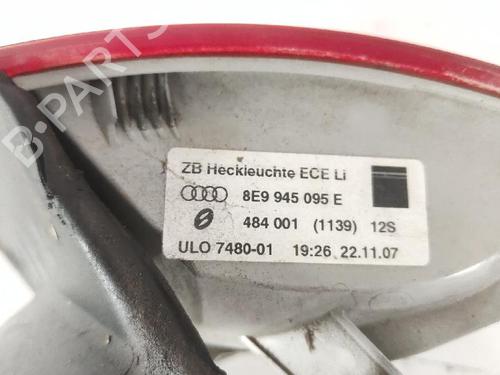 B-PARTS
ZB Heckleuchte ECE Li
8E9 945 095 E
484 001 (1139) 12S
ULO 7480-01 19:26 22.11.07